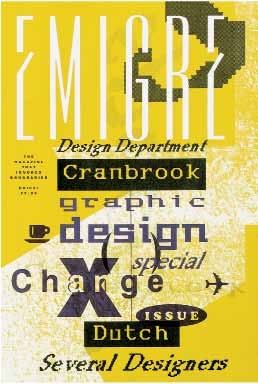 EMIGRE
Design Department
THE
MAGAZINE
THAT
IGNORES
BOUNDARIES
Cranbrook
graphic
design
special
Change
X
ISSUE
Dutch
Several Designers